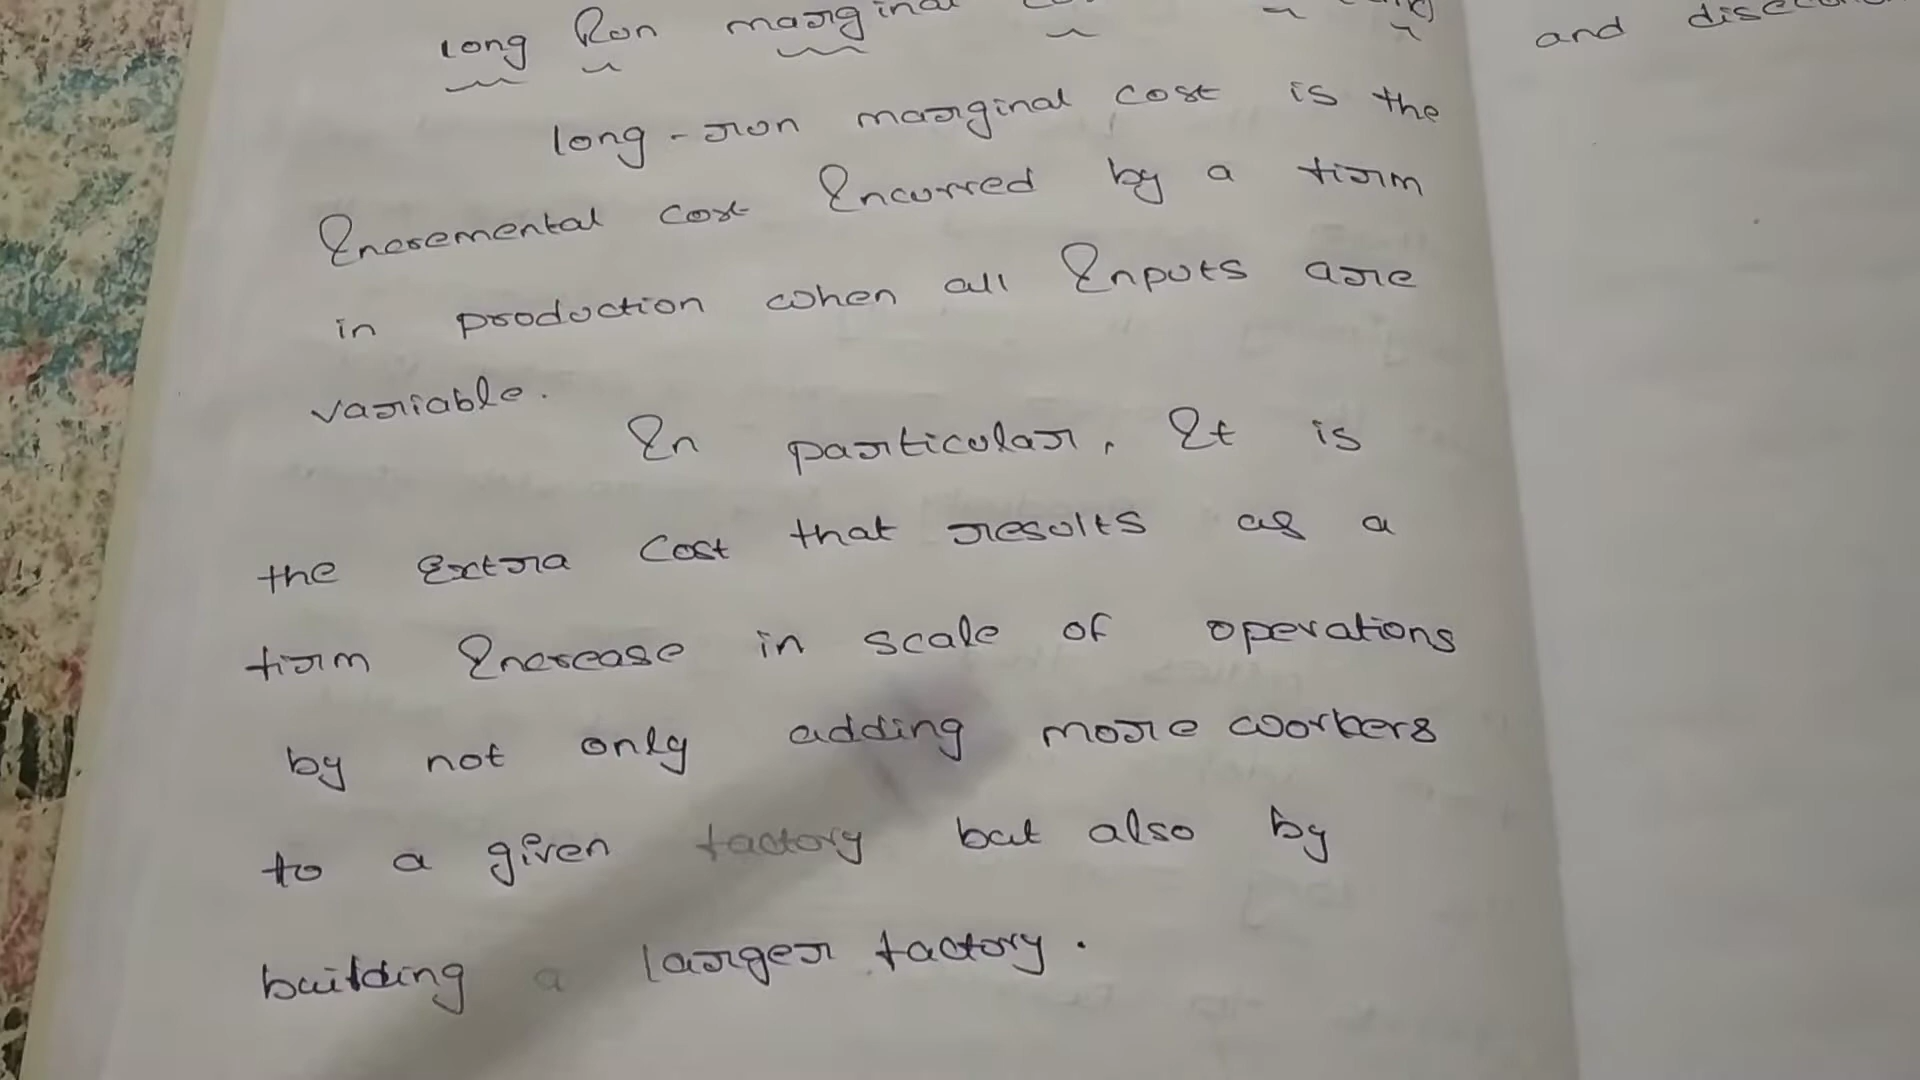 Long Run marginal
long-run marginal cost is the
Incremental cost Incurred by a firm
in production when all Inputs are
variable.
In particular, It is
the Extra Cost that results as a
firm Increase in scale of operations
by not only adding more workers
to a given factory but also by
building a larger factory.
and